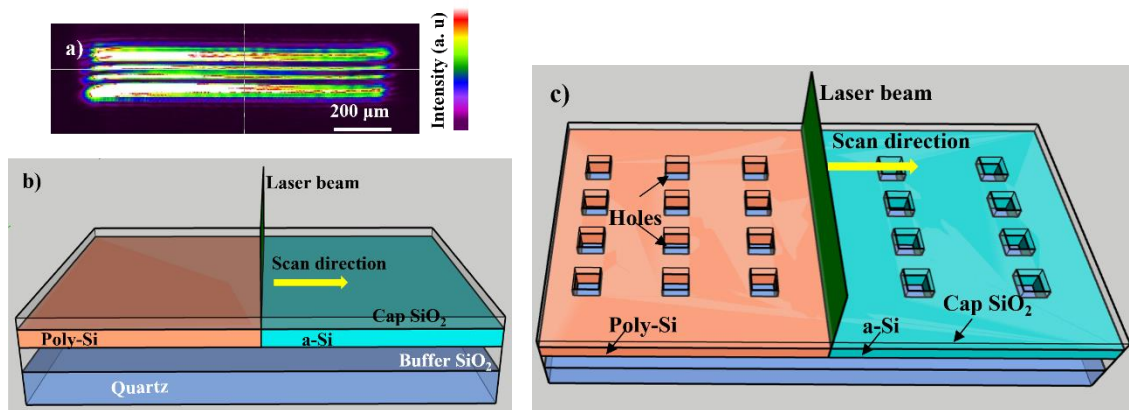 a)
Intensity (a. u)
200 μm
b)
Laser beam
Scan direction
Cap SiO₂
Poly-Si
a-Si
Buffer SiO₂
Quartz
c)
Laser beam
Scan direction
Holes
Poly-Si
a-Si
Cap SiO₂